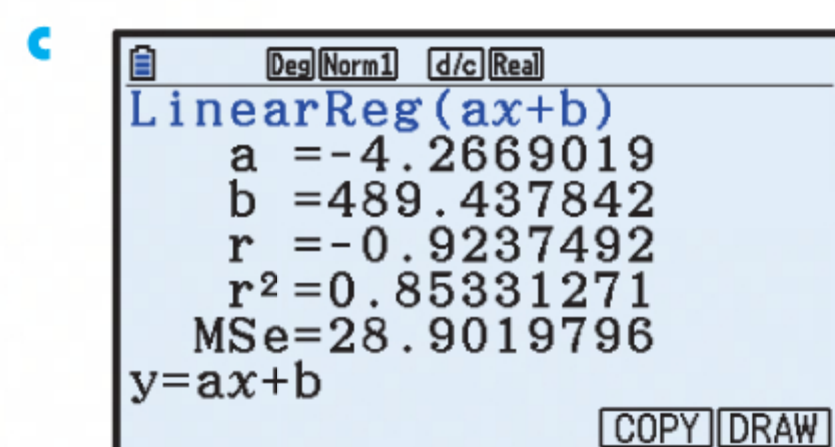 c
Deg Norm1 d/c Real
LinearReg(ax+b)
a =-4.2669019
b =489.437842
r =-0.9237492
r²=0.85331271
MSe=28.9019796
y=ax+b
COPY DRAW